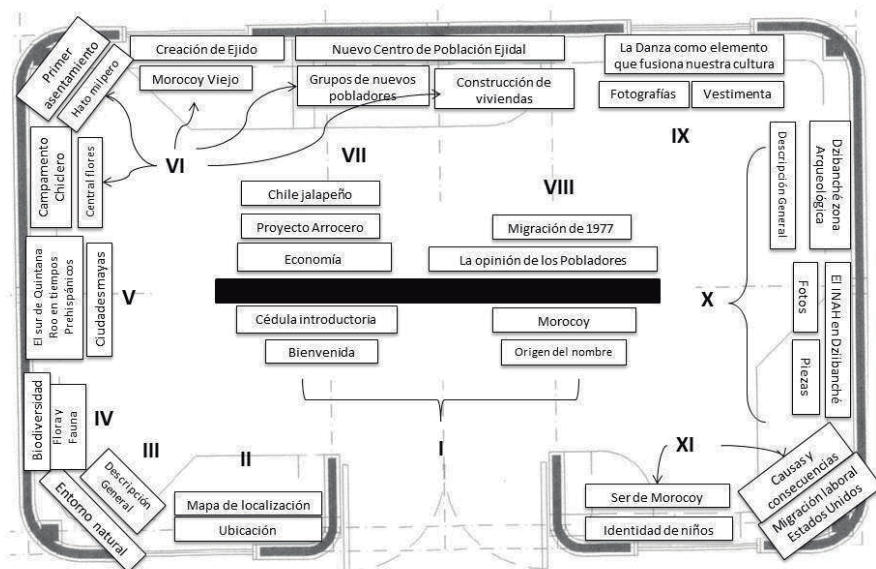 Primer
asentamiento
Hato milpero
Creación de Ejido
Morocoy Viejo
Nuevo Centro de Población Ejidal
Grupos de nuevos
pobladores
Construcción de
viviendas
La Danza como elemento
que fusiona nuestra cultura
Fotografías
Vestimenta
VI
VII
VIII
IX
Campamento
Chiclero
Central flores
Chile jalapeño
Proyecto Arrocero
Economía
Migración de 1977
La opinión de los Pobladores
Descripción General
Dzibanché zona
Arqueológica
El sur de Quintana
Roo en tiempos
Prehispánicos
Ciudades mayas
V
X
Fotos
Piezas
El INAH en Dziibanché
Cédula introductoria
Bienvenida
Morocoy
Origen del nombre
Biodiversidad
Flora y
Fauna
IV
III
II
I
XI
Descripción
General
Entorno natural
Mapa de localización
Ubicación
Ser de Morocoy
Identidad de niños
Causas y
consecuencias
Migración laboral
Estados Unidos